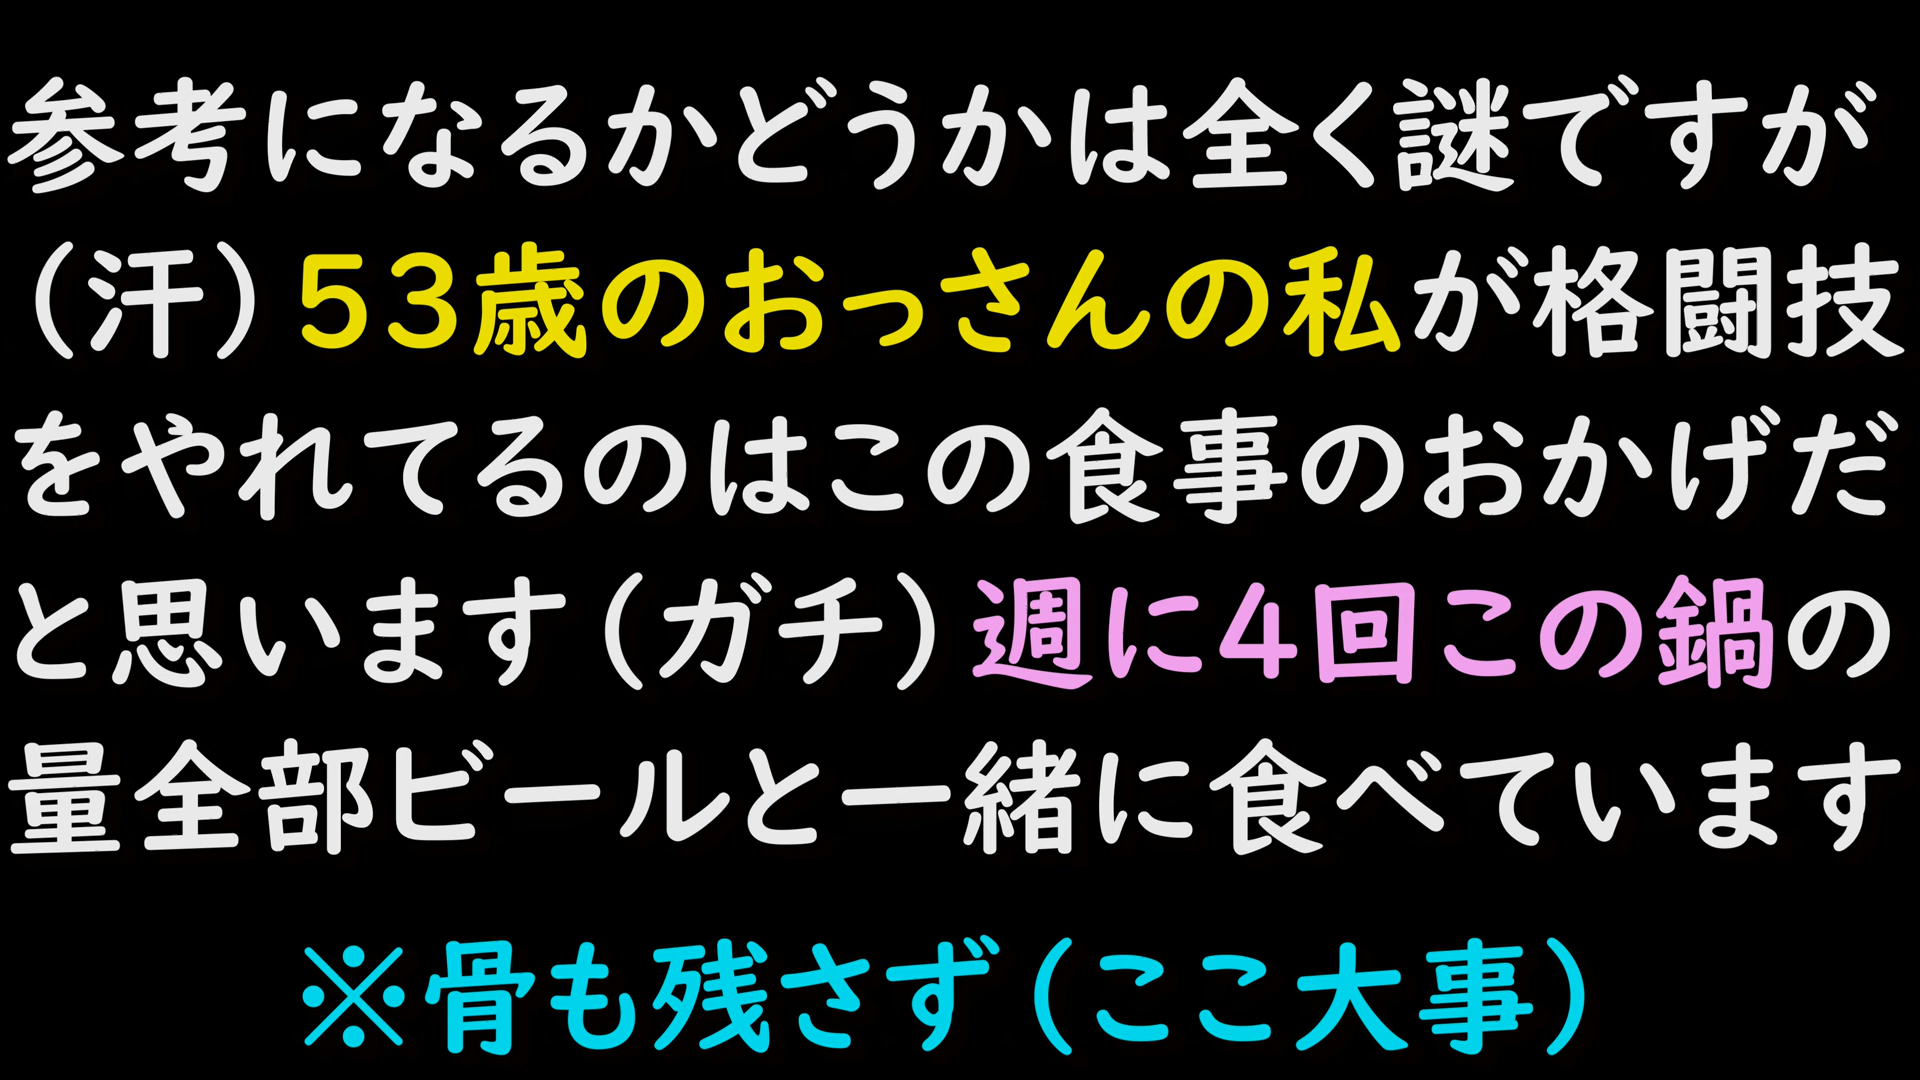 参考になるかどうかは全く謎ですが
（汗）５３歳のおっさんの私が格闘技
をやれてるのはこの食事のおかげだ
と思います（ガチ）週に４回この鍋の
量全部ビールと一緒に食べています
※骨も残さず（ここ大事）